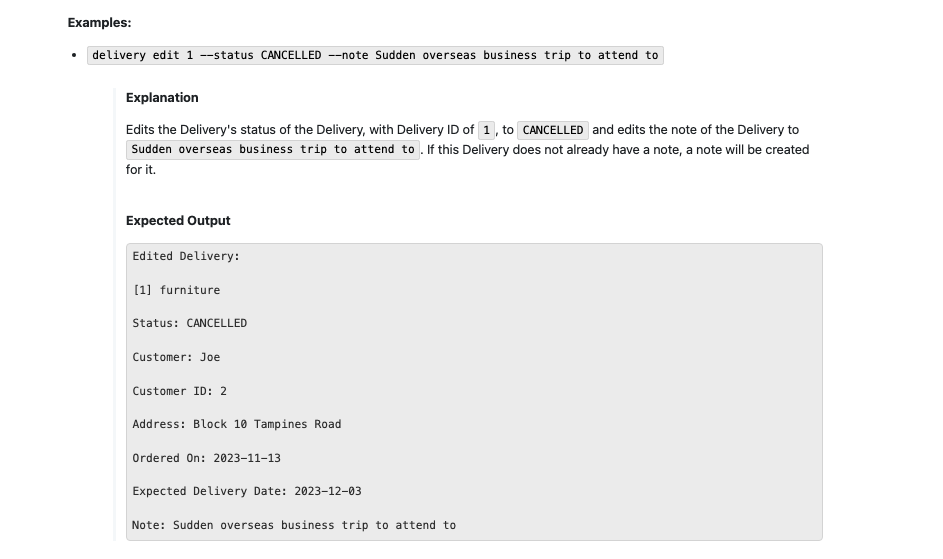 Examples:
• delivery edit 1 --status CANCELLED --note Sudden overseas business trip to attend to
Explanation
Edits the Delivery's status of the Delivery, with Delivery ID of 1, to CANCELLED and edits the note of the Delivery to
Sudden overseas business trip to attend to. If this Delivery does not already have a note, a note will be created
for it.
Expected Output
Edited Delivery:
[1] furniture
Status: CANCELLED
Customer: Joe
Customer ID: 2
Address: Block 10 Tampines Road
Ordered On: 2023-11-13
Expected Delivery Date: 2023-12-03
Note: Sudden overseas business trip to attend to